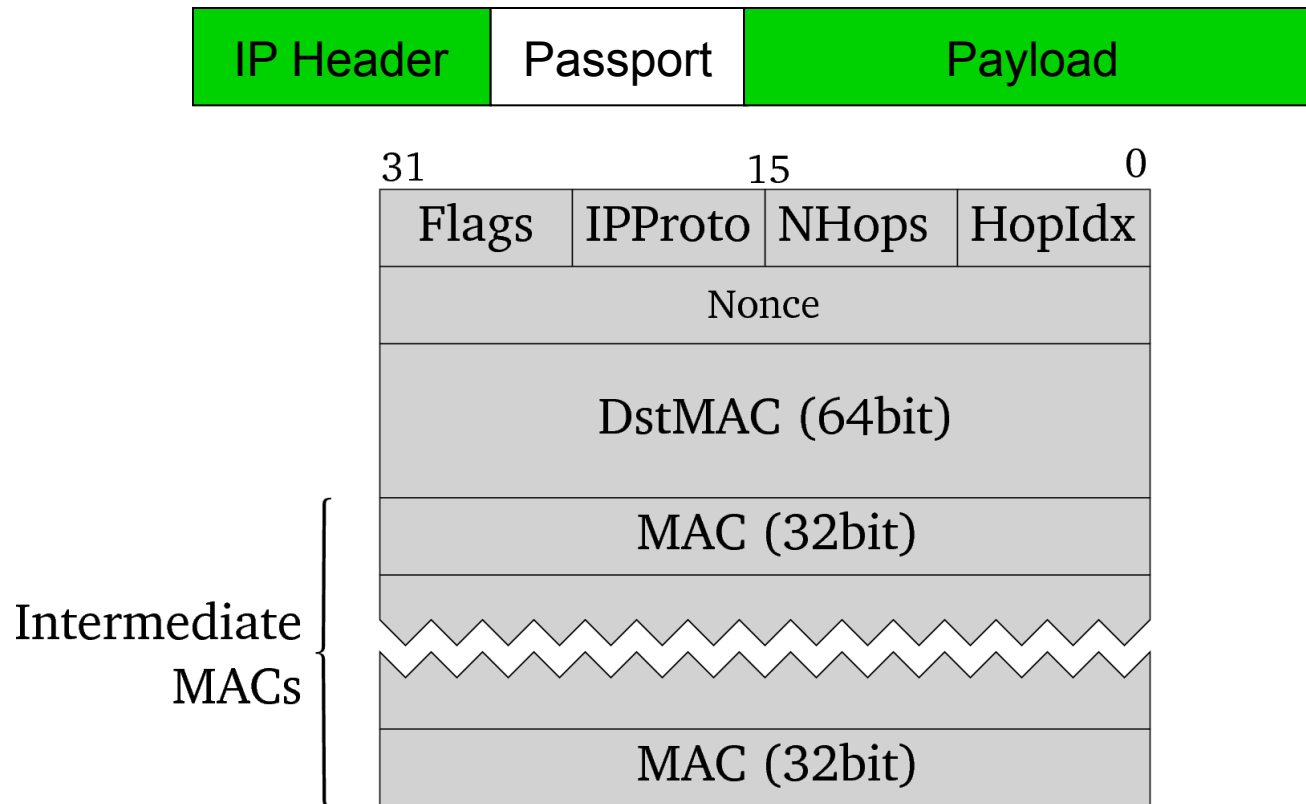 IP Header Passport Payload
31 15 0
Flags IPProto NHops HopIdx
Nonce
DstMAC (64bit)
MAC (32bit)
Intermediate
MACs
MAC (32bit)